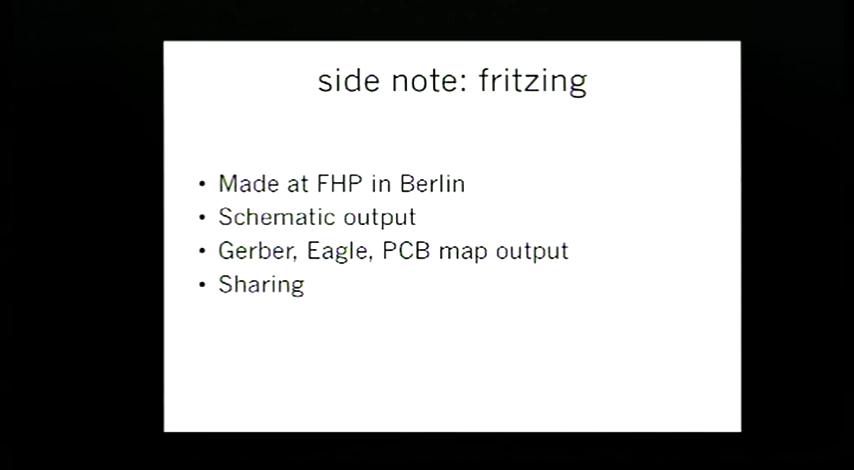 side note: fritzing
• Made at FHP in Berlin
• Schematic output
• Gerber, Eagle, PCB map output
• Sharing